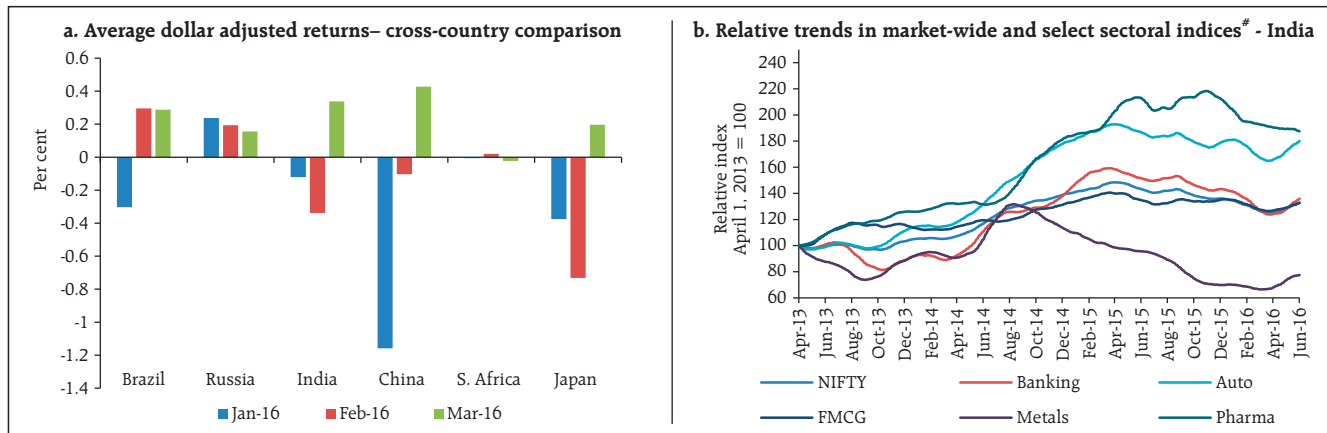 a. Average dollar adjusted returns– cross-country comparison
Per cent
0.6
0.4
0.2
0
-0.2
-0.4
-0.6
-0.8
-1
-1.2
-1.4
Brazil Russia India China S. Africa Japan
Jan-16 Feb-16 Mar-16
b. Relative trends in market-wide and select sectoral indices# - India
Relative index
April 1, 2013 = 100
240
220
200
180
160
140
120
100
80
60
Apr-13 Jun-13 Aug-13 Oct-13 Dec-13 Feb-14 Apr-14 Jun-14 Aug-14 Oct-14 Dec-14 Feb-15 Apr-15 Jun-15 Aug-15 Oct-15 Dec-15 Feb-16 Apr-16 Jun-16
NIFTY Banking Auto
FMCG Metals Pharma